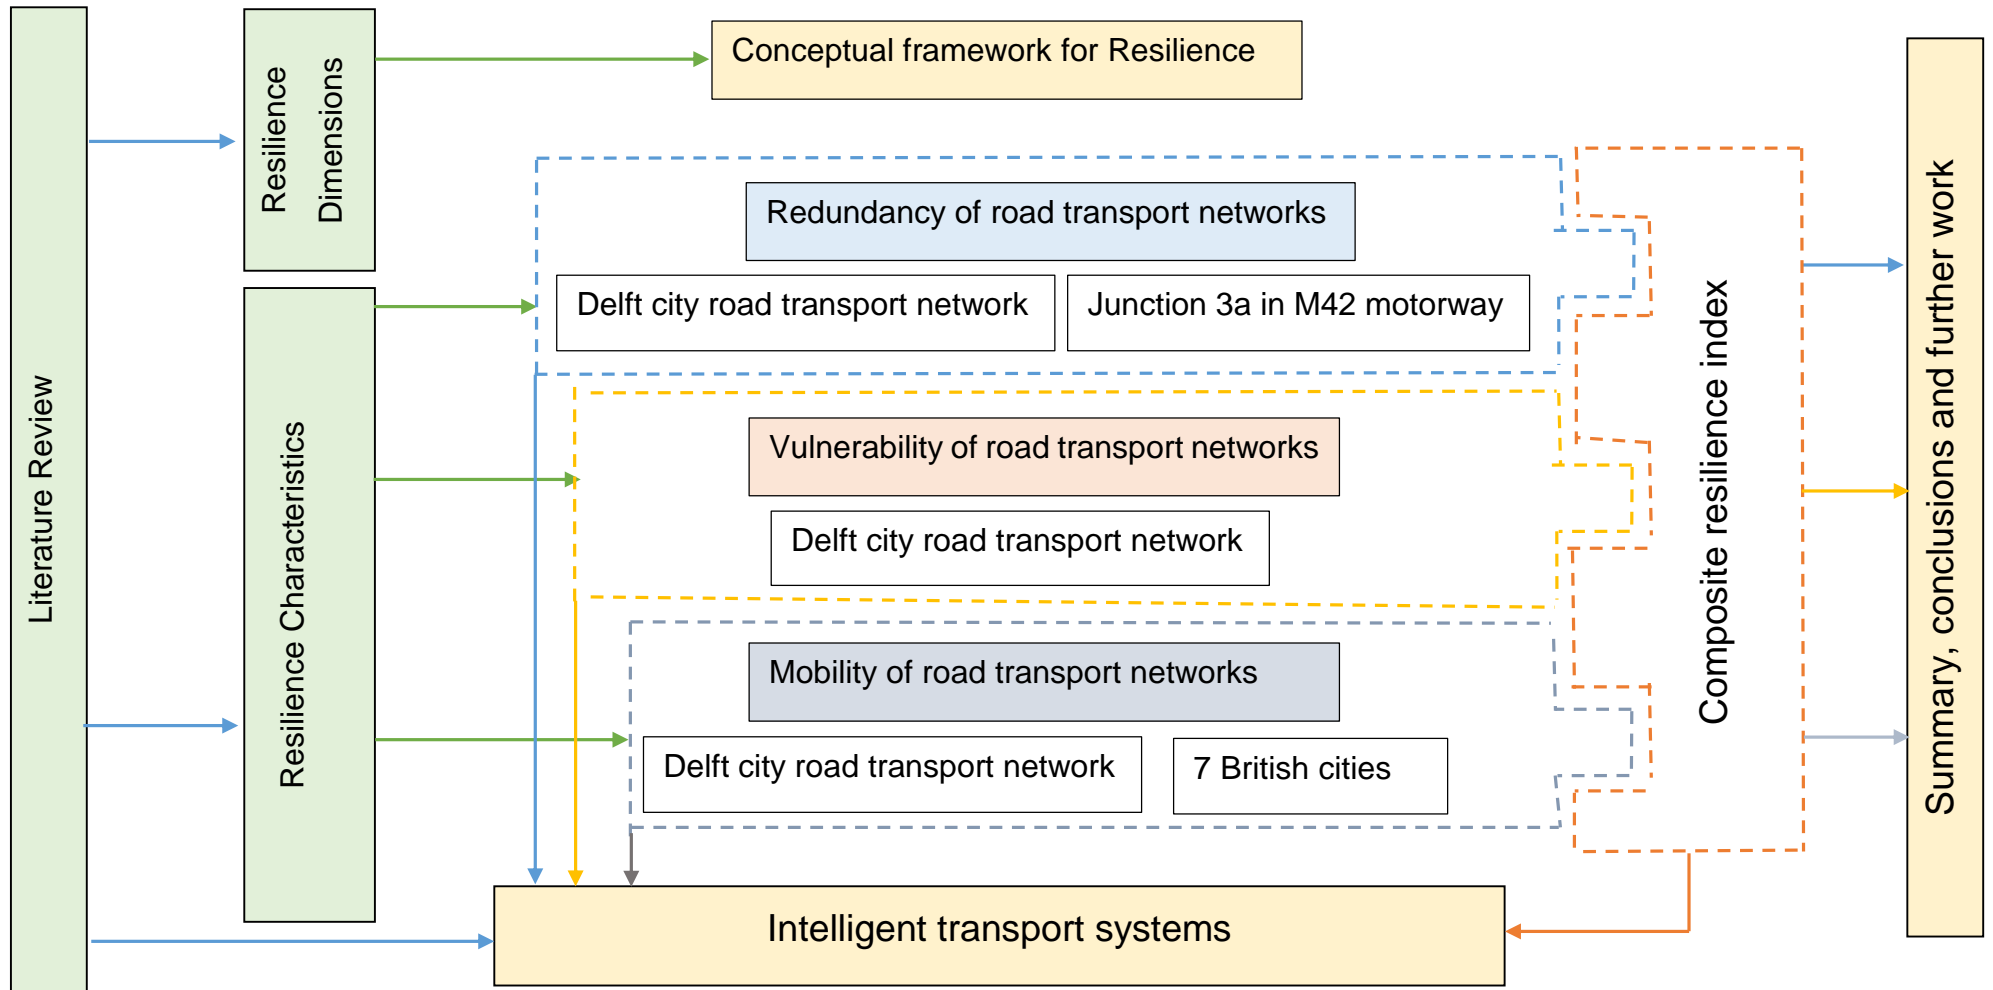 Literature Review
Resilience
Dimensions
Resilience Characteristics
Conceptual framework for Resilience
Redundancy of road transport networks
Delft city road transport network
Junction 3a in M42 motorway
Vulnerability of road transport networks
Delft city road transport network
Mobility of road transport networks
Delft city road transport network
7 British cities
Intelligent transport systems
Composite resilience index
Summary, conclusions and further work